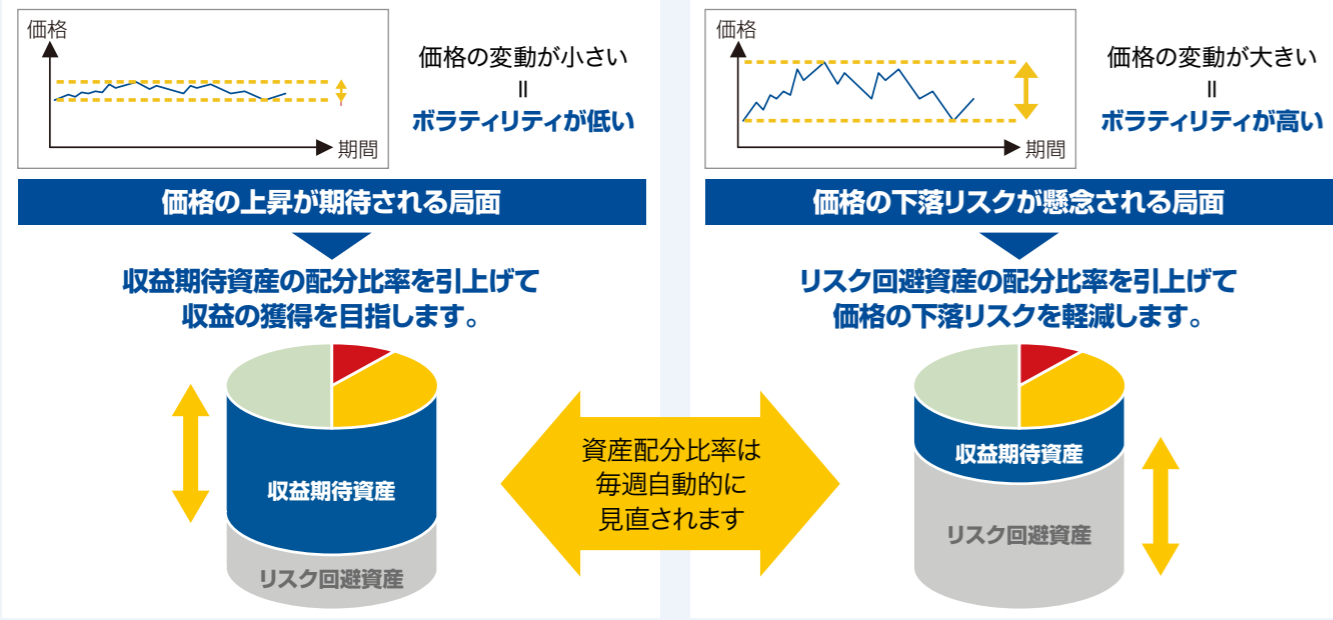 価格
期間
価格の変動が小さい
=
ボラティリティが低い
価格の上昇が期待される局面
収益期待資産の配分比率を引上げて
収益の獲得を目指します。
収益期待資産
リスク回避資産
資産配分比率は
毎週自動的に
見直されます
価格
期間
価格の変動が大きい
=
ボラティリティが高い
価格の下落リスクが懸念される局面
リスク回避資産の配分比率を引上げて
価格の下落リスクを軽減します。
収益期待資産
リスク回避資産